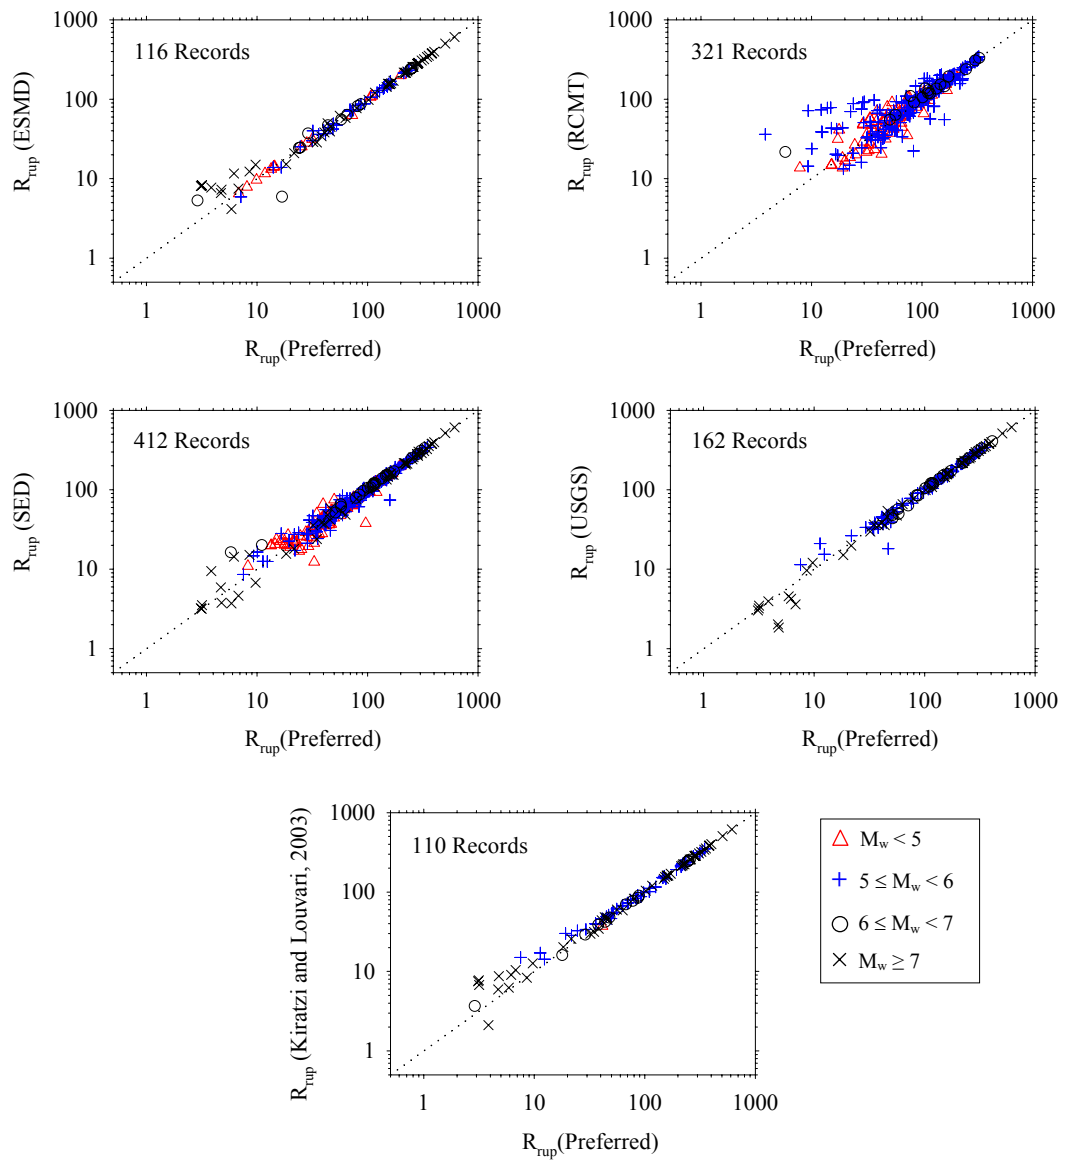 1000
100
10
1
116 Records
R_rup (ESMD)
1 10 100 1000
R_rup(Preferred)
1000
100
10
1
321 Records
R_rup (RCMT)
1 10 100 1000
R_rup(Preferred)
1000
100
10
1
412 Records
R_rup (SED)
1 10 100 1000
R_rup(Preferred)
1000
100
10
1
162 Records
R_rup (USGS)
1 10 100 1000
R_rup(Preferred)
1000
100
10
1
110 Records
R_rup (Kiratzi and Louvari, 2003)
1 10 100 1000
R_rup(Preferred)
M_w < 5
5 ≤ M_w < 6
6 ≤ M_w < 7
M_w ≥ 7